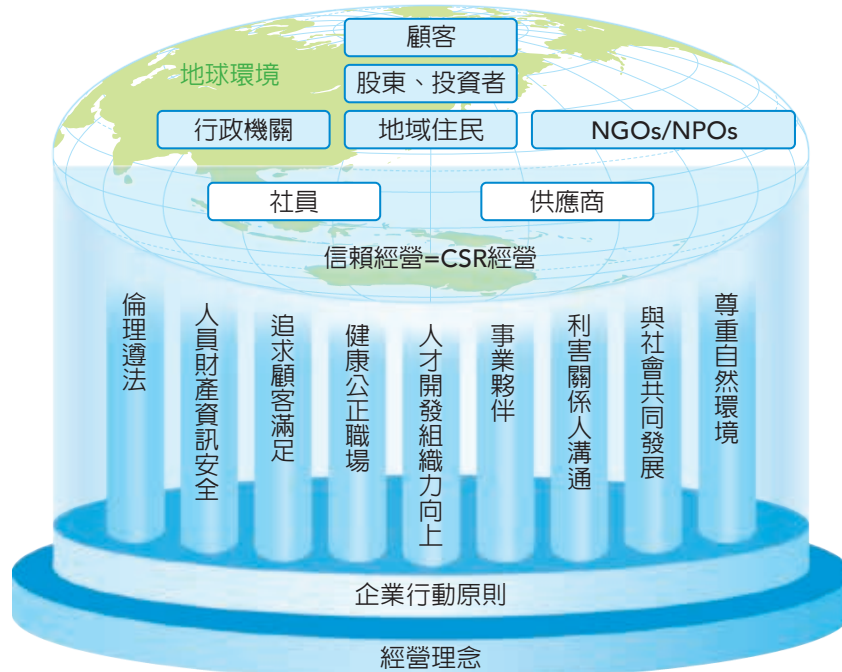 顧客
地球環境
股東、投資者
行政機關
地域住民
NGOs/NPOs
社員
供應商
信賴經營=CSR經營
倫理遵法
人員財產資訊安全
追求顧客滿足
健康公正職場
人才開發組織力向上
事業夥伴
利害關係人溝通
與社會共同發展
尊重自然環境
企業行動原則
經營理念